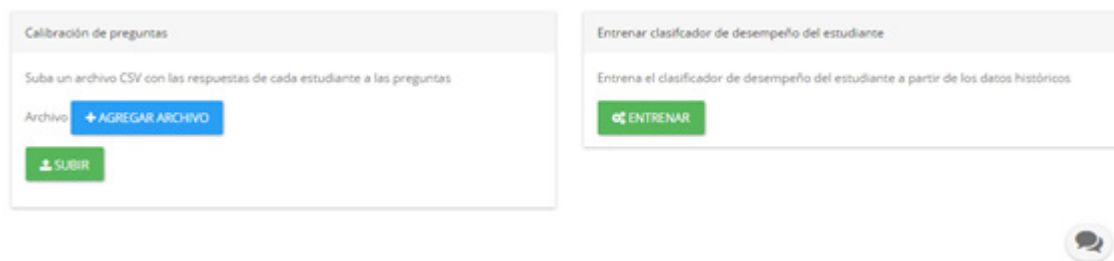 Calibración de preguntas
Suba un archivo CSV con las respuestas de cada estudiante a las preguntas
Archivo + AGREGAR ARCHIVO
SUBIR
Entrenar clasifcador de desempeño del estudiante
Entrena el clasificador de desempeño del estudiante a partir de los datos históricos
ENTRENAR